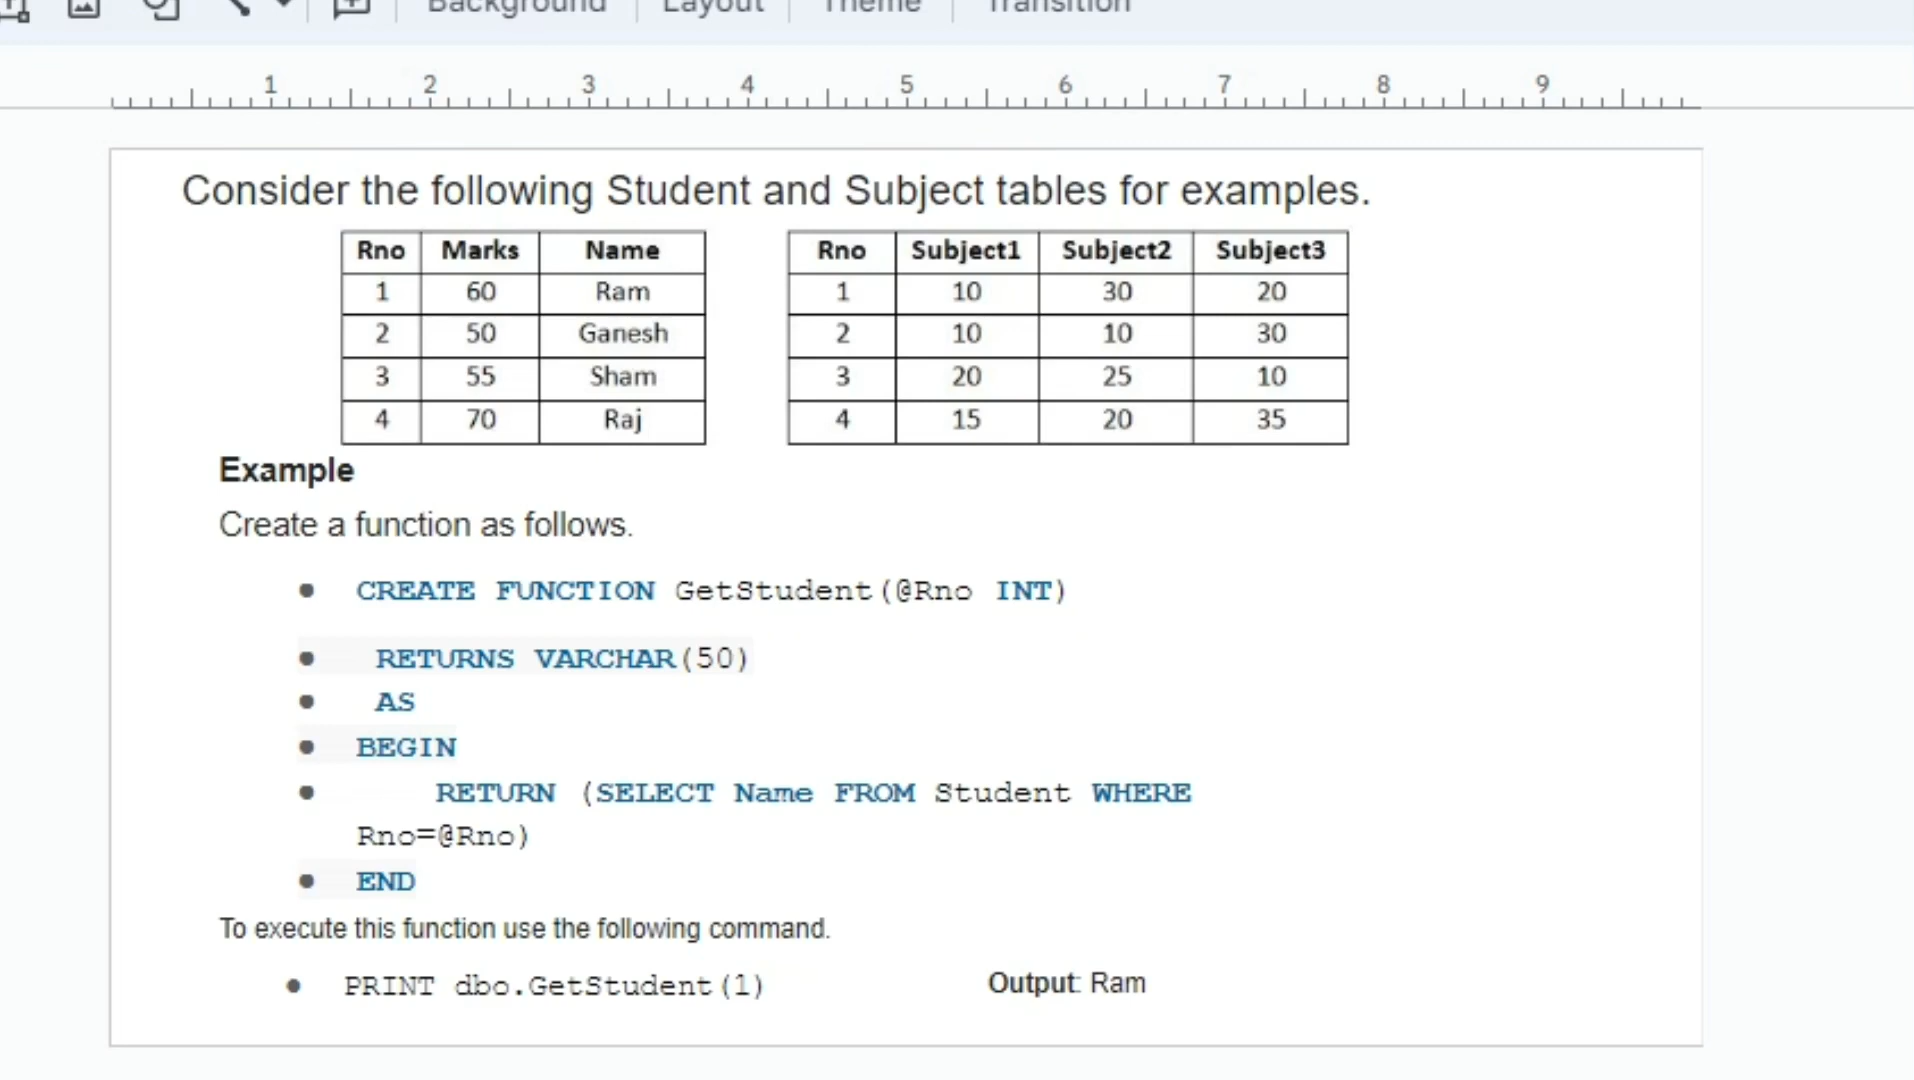 Background Layout Theme Transition
1 2 3 4 5 6 7 8 9
Consider the following Student and Subject tables for examples.
Rno Marks Name
1 60 Ram
2 50 Ganesh
3 55 Sham
4 70 Raj
Rno Subject1 Subject2 Subject3
1 10 30 20
2 10 10 30
3 20 25 10
4 15 20 35
Example
Create a function as follows.
● CREATE FUNCTION GetStudent(@Rno INT)
● RETURNS VARCHAR(50)
● AS
● BEGIN
● RETURN (SELECT Name FROM Student WHERE
Rno=@Rno)
● END
To execute this function use the following command.
● PRINT dbo.GetStudent(1)
Output: Ram